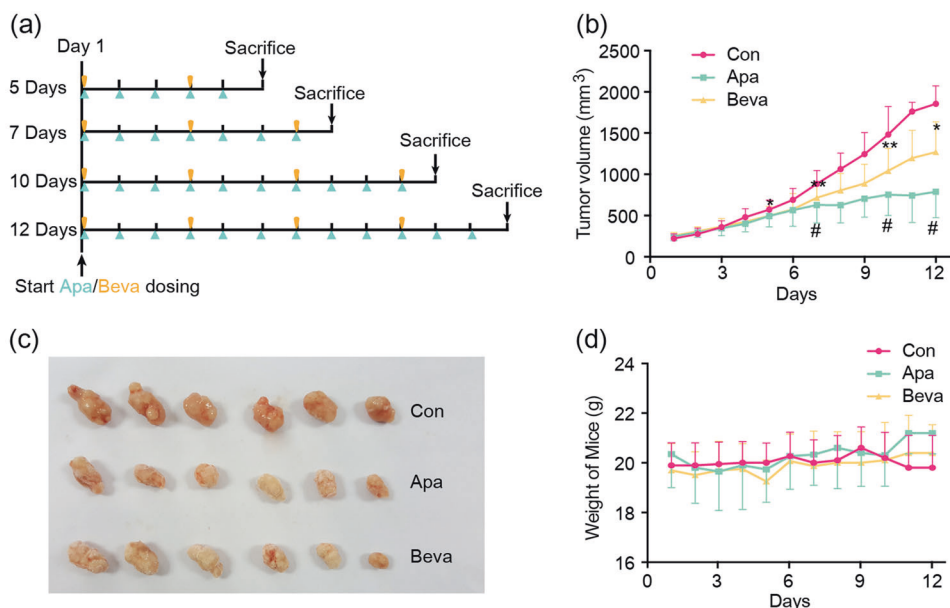 (a)
Day 1
5 Days
Sacrifice
7 Days
Sacrifice
10 Days
Sacrifice
12 Days
Sacrifice
Start Apa/Beva dosing
(b)
Con
Apa
Beva
Tumor volume (mm³)
2500
2000
1500
1000
500
0
**
*
*
**
#
#
#
0 3 6 9 12
Days
(c)
Con
Apa
Beva
(d)
Con
Apa
Beva
Weight of Mice (g)
24
22
20
18
16
0 3 6 9 12
Days